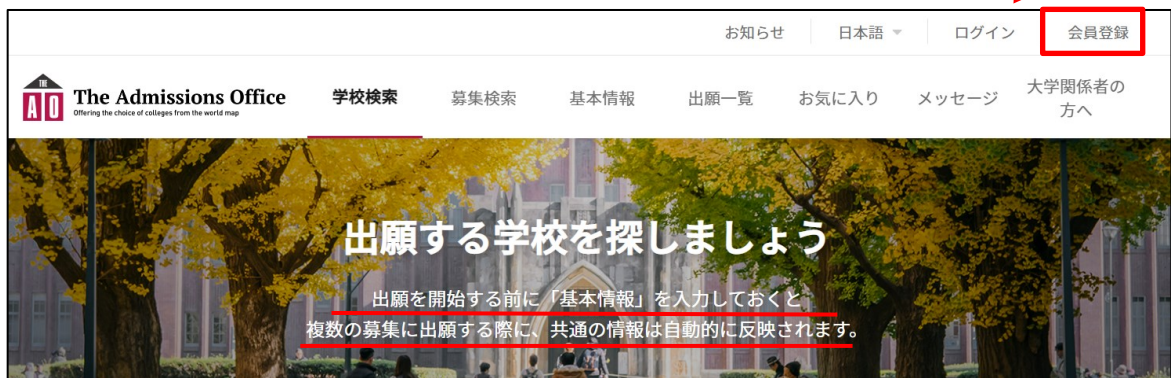 お知らせ 日本語 ログイン 会員登録
THE
AO The Admissions Office
Offering the choice of colleges from the world map
学校検索 募集検索 基本情報 出願一覧 お気に入り メッセージ 大学関係者の
方へ
出願する学校を探しましょう
出願を開始する前に「基本情報」を入力しておくと
複数の募集に出願する際に、共通の情報は自動的に反映されます。